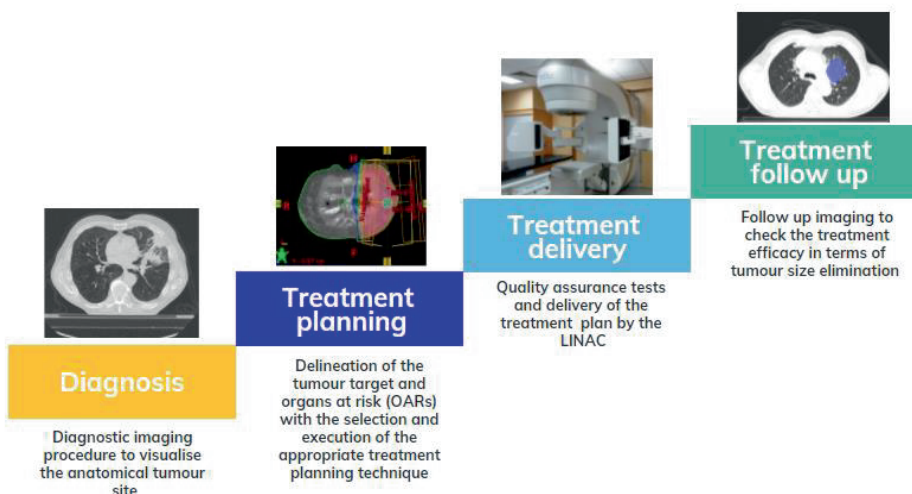 Diagnosis
Diagnostic imaging
procedure to visualise
the anatomical tumour
site
Treatment
planning
Delineation of the
tumour target and
organs at risk (OARs)
with the selection and
execution of the
appropriate treatment
planning technique
Treatment
delivery
Quality assurance tests
and delivery of the
treatment plan by the
LINAC
Treatment
follow up
Follow up imaging to
check the treatment
efficacy in terms of
tumour size elimination